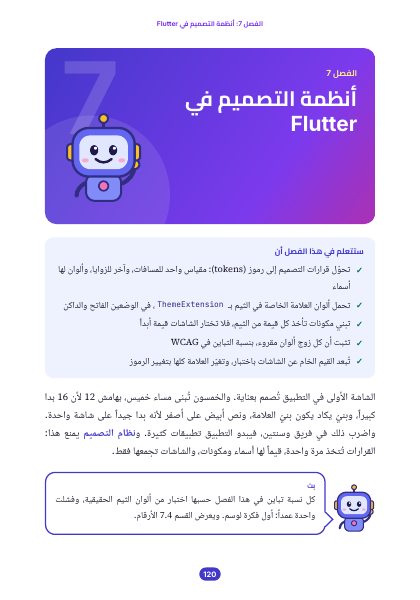 الفصل 7: أنظمة التصميم في Flutter
7
الفصل 7
أنظمة التصميم في
Flutter
ستتعلم في هذا الفصل أن
✓ تحوّل قرارات التصميم إلى رموز (tokens): مقياس واحد للمسافات، وآخر للزوايا، وألوان لها
أسماء
✓ تحمل ألوان العلامة الخاصة في الثيم بـ ThemeExtension، في الوضعين الفاتح والداكن
✓ تبني مكونات تأخذ كل قيمة من الثيم، فلا تختار الشاشات قيمة أبداً
✓ تثبت أن كل زوج ألوان مقروء، بنسبة التباين في WCAG
✓ تُبعد القيم الخام عن الشاشات باختبار، وتغيّر العلامة كلها بتغيير الرموز
الشاشة الأولى في التطبيق تُصمم بعناية. والخمسون تُبنى مساء خميس، بهامش 12 لأن 16 بدا
كبيراً، وبنيّ يكاد يكون بنيّ العلامة، ونص أبيض على أصفر لأنه بدا جيداً على شاشة واحدة.
واضرب ذلك في فريق وسنتين، فيبدو التطبيق تطبيقات كثيرة. ونظام التصميم يمنع هذا:
القرارات تُتخذ مرة واحدة، قيماً لها أسماء ومكونات، والشاشات تجمعها فقط.
بِت
كل نسبة تباين في هذا الفصل حسبها اختبار من ألوان الثيم الحقيقية، وفشلت
واحدة عمداً: أول فكرة لوسم. ويعرض القسم 7.4 الأرقام.
120